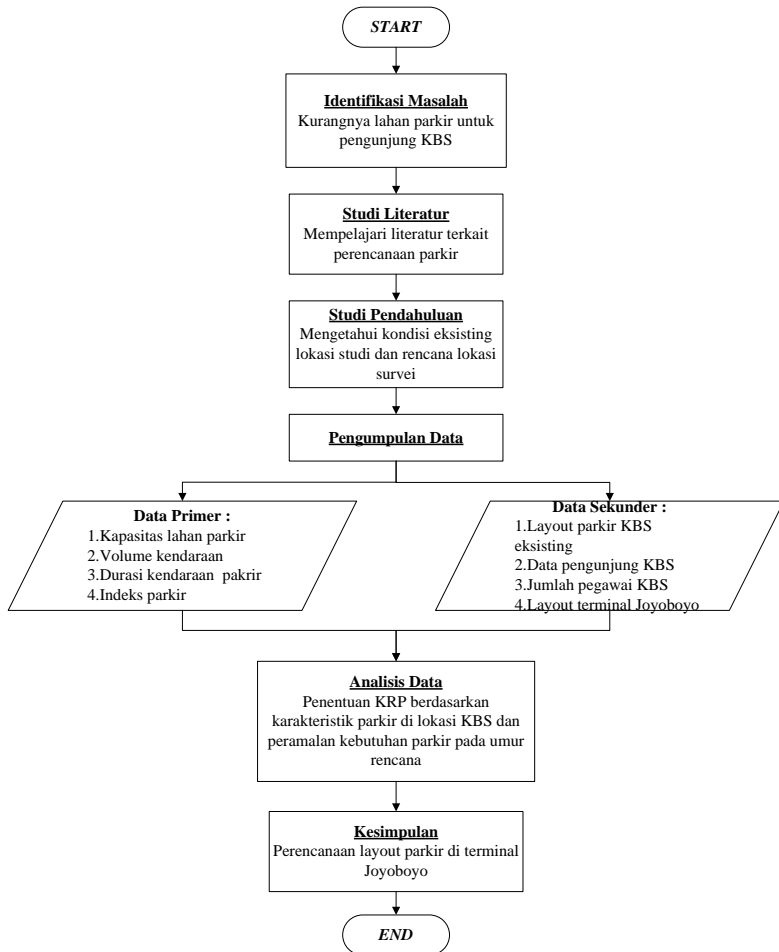 START
Identifikasi Masalah
Kurangnya lahan parkir untuk
pengunjung KBS
Studi Literatur
Mempelajari literatur terkait
perencanaan parkir
Studi Pendahuluan
Mengetahui kondisi eksisting
lokasi studi dan rencana lokasi
survei
Pengumpulan Data
Data Primer :
1.Kapasitas lahan parkir
2.Volume kendaraan
3.Durasi kendaraan pakrir
4.Indeks parkir
Data Sekunder :
1.Layout parkir KBS
eksisting
2.Data pengunjung KBS
3.Jumlah pegawai KBS
4.Layout terminal Joyoboyo
Analisis Data
Penentuan KRP berdasarkan
karakteristik parkir di lokasi KBS dan
peramalan kebutuhan parkir pada umur
rencana
Kesimpulan
Perencanaan layout parkir di terminal
Joyoboyo
END